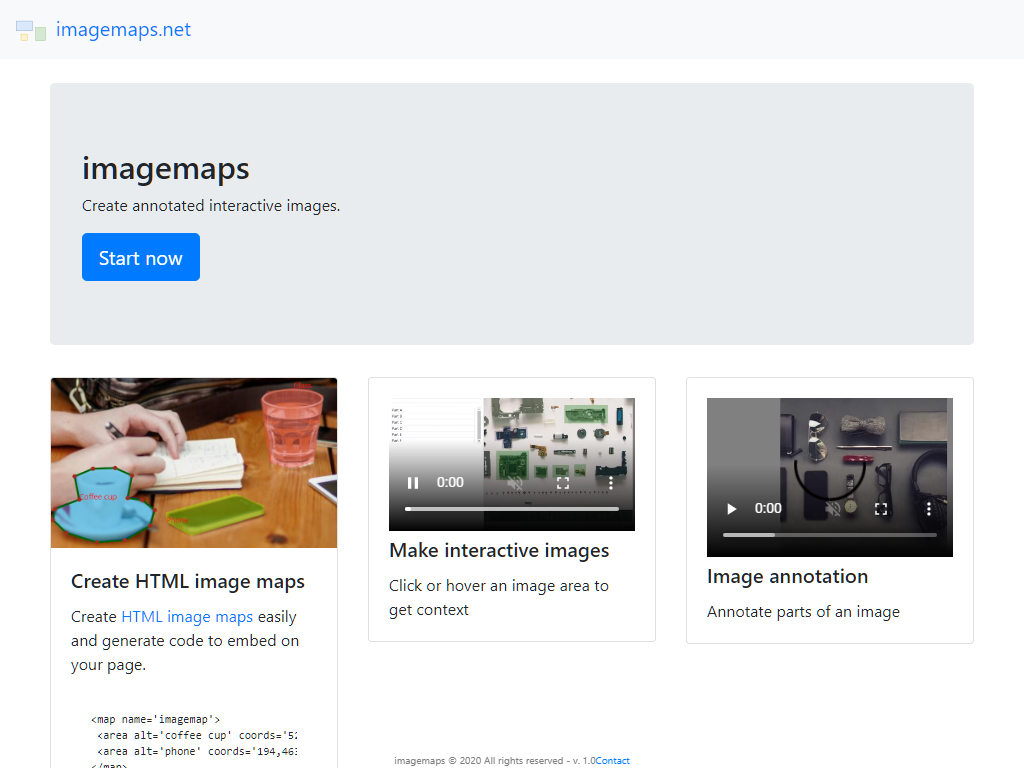 imagemaps.net
imagemaps
Create annotated interactive images.
Start now
Coffee cup
0:00
0:00
Create HTML image maps
Make interactive images
Image annotation
Create HTML image maps easily
and generate code to embed on
your page.
Click or hover an image area to
get context
Annotate parts of an image
<map name='imagemap'>
<area alt='coffee cup' coords='52
<area alt='phone' coords='194,463
</map>
imagemaps © 2020 All rights reserved - v. 1.0Contact